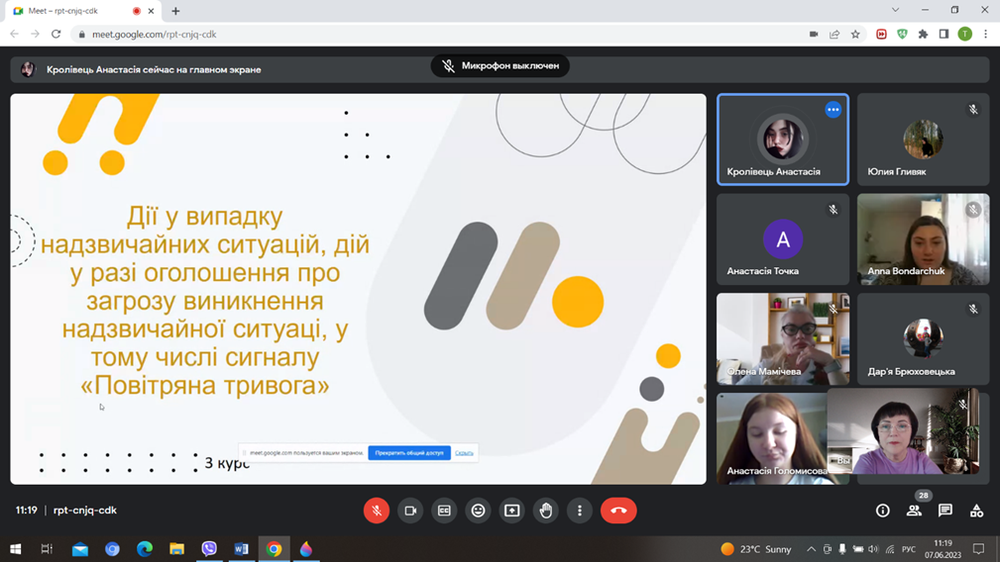 Meet – rpt-cnjq-cdk
meet.google.com/rpt-cnjq-cdk
T
Кролівець Анастасія сейчас на главном экране
Микрофон выключен
Дії у випадку
надзвичайних ситуацій, дій
у разі оголошення про
загрозу виникнення
надзвичайної ситуаці, у
тому числі сигналу
«Повітряна тривога»
3 курс
meet.google.com пользуется вашим экраном.
Прекратить общий доступ
Скрыть
Кролівець Анастасія
Юлия Гливяк
А
Анастасія Точка
Anna Bondarchuk
Олена Мамічева
Дар'я Брюховецька
Анастасія Голомисова
Вы
11:19
rpt-cnjq-cdk
28
23°C Sunny
РУС
11:19
07.06.2023